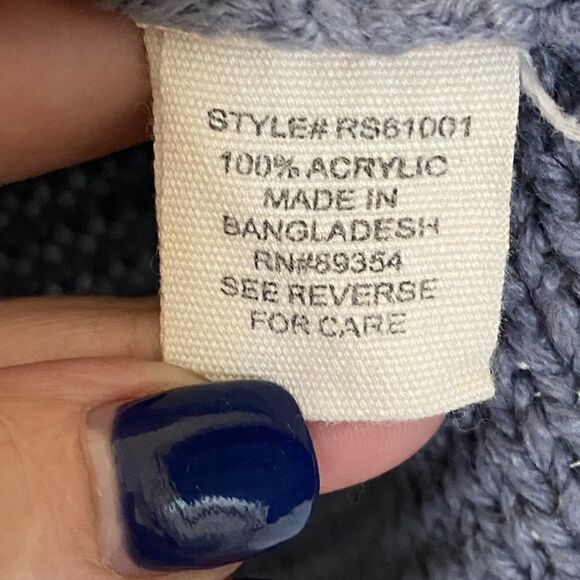 STYLE# RS61001
100% ACRYLIC
MADE IN
BANGLADESH
RN#89354
SEE REVERSE
FOR CARE